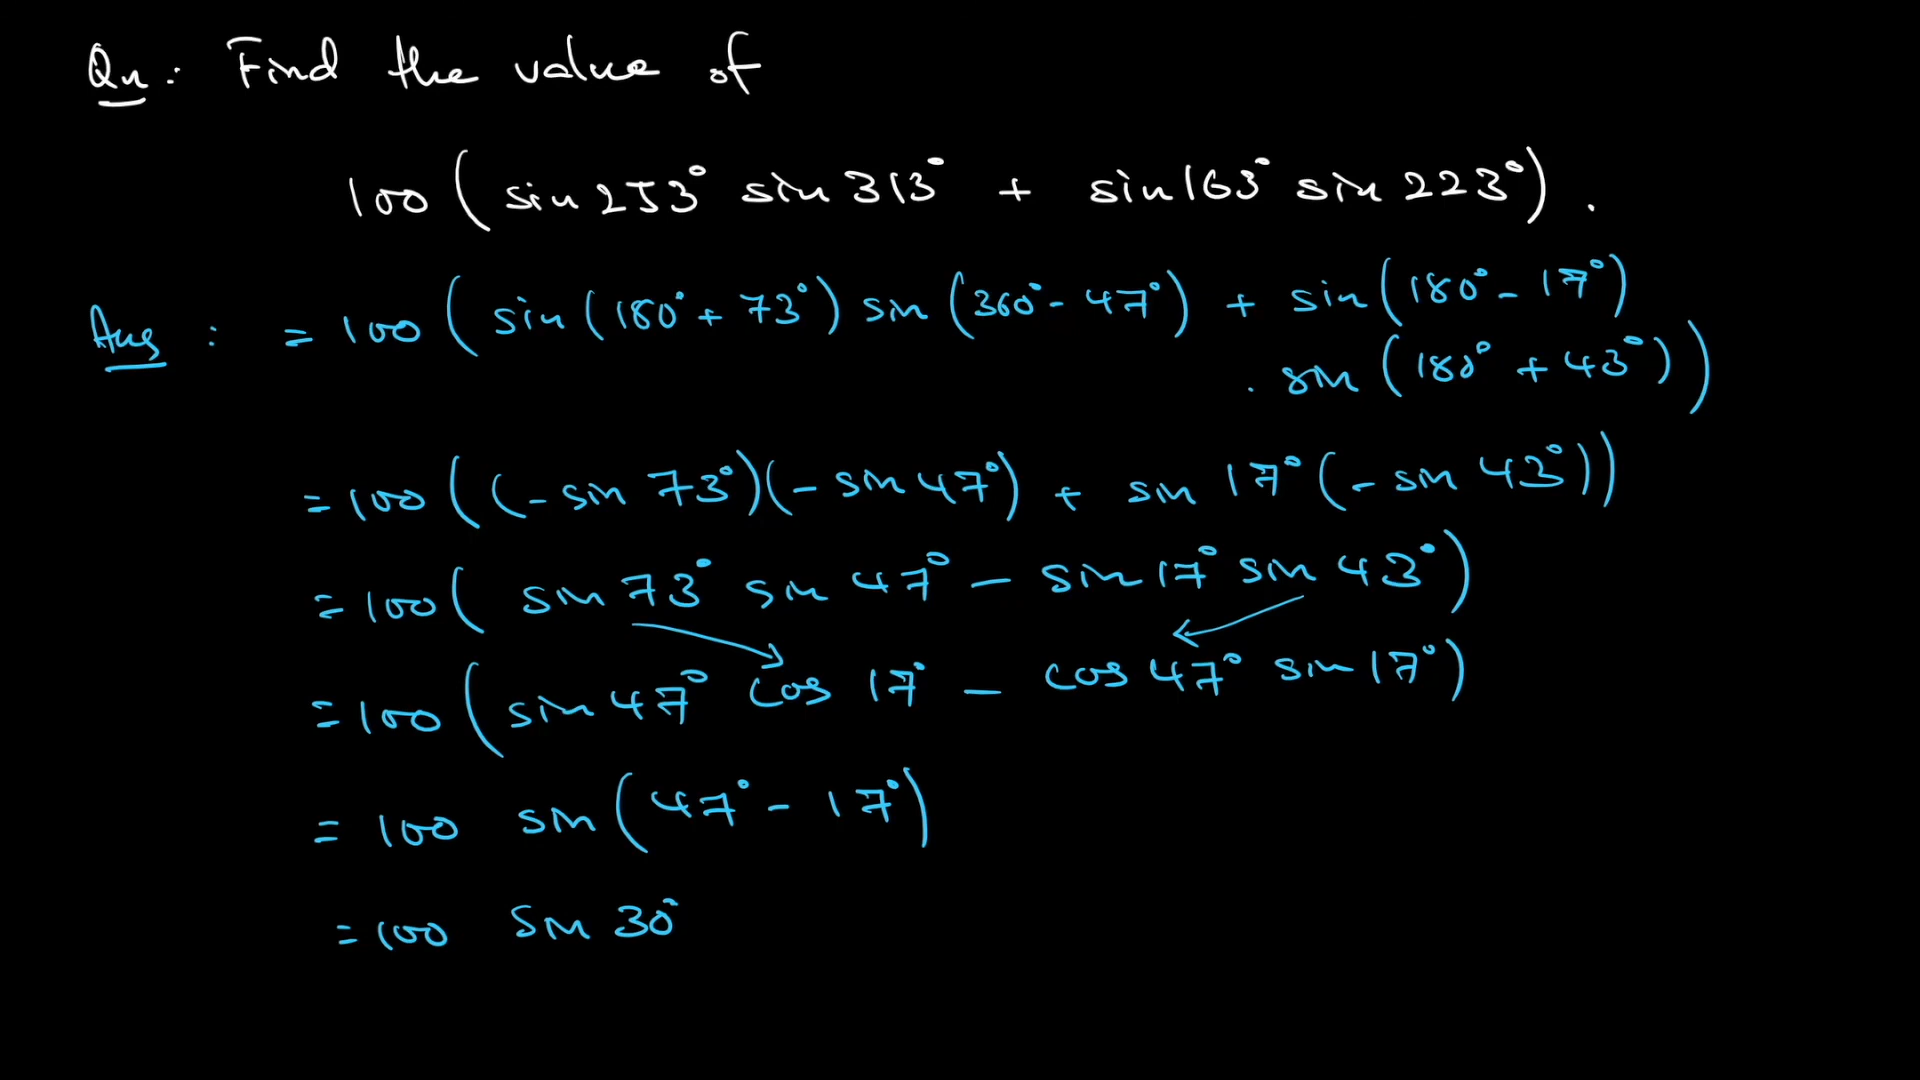 Qn: Find the value of
100 ( sin 253° sin 313° + sin 163° sin 223° ) .
Ans : = 100 ( sin ( 180° + 73° ) sin ( 360° - 47° ) + sin ( 180° - 17° )
. sin ( 180° + 43° ) )
= 100 ( ( - sin 73° ) ( - sin 47° ) + sin 17° ( - sin 43° ) )
= 100 ( sin 73° sin 47° - sin 17° sin 43° )
= 100 ( sin 47° cos 17° - cos 47° sin 17° )
= 100 sin ( 47° - 17° )
= 100 sin 30°